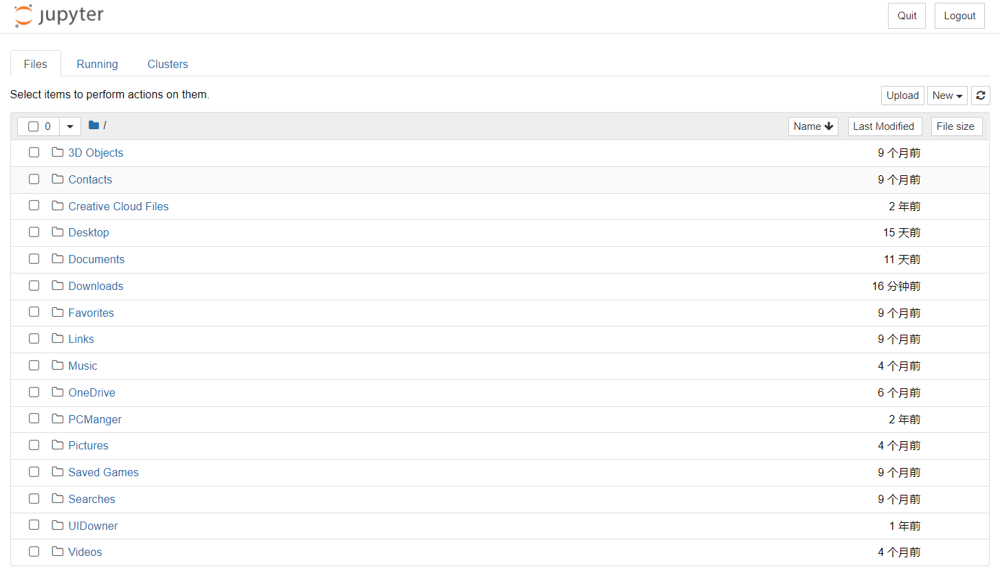 jupyter Quit Logout
Files Running Clusters
Select items to perform actions on them. Upload New
0 / Name Last Modified File size
3D Objects 9 个月前
Contacts 9 个月前
Creative Cloud Files 2 年前
Desktop 15 天前
Documents 11 天前
Downloads 16 分钟前
Favorites 9 个月前
Links 9 个月前
Music 4 个月前
OneDrive 6 个月前
PCManger 2 年前
Pictures 4 个月前
Saved Games 9 个月前
Searches 9 个月前
UIDowner 1 年前
Videos 4 个月前